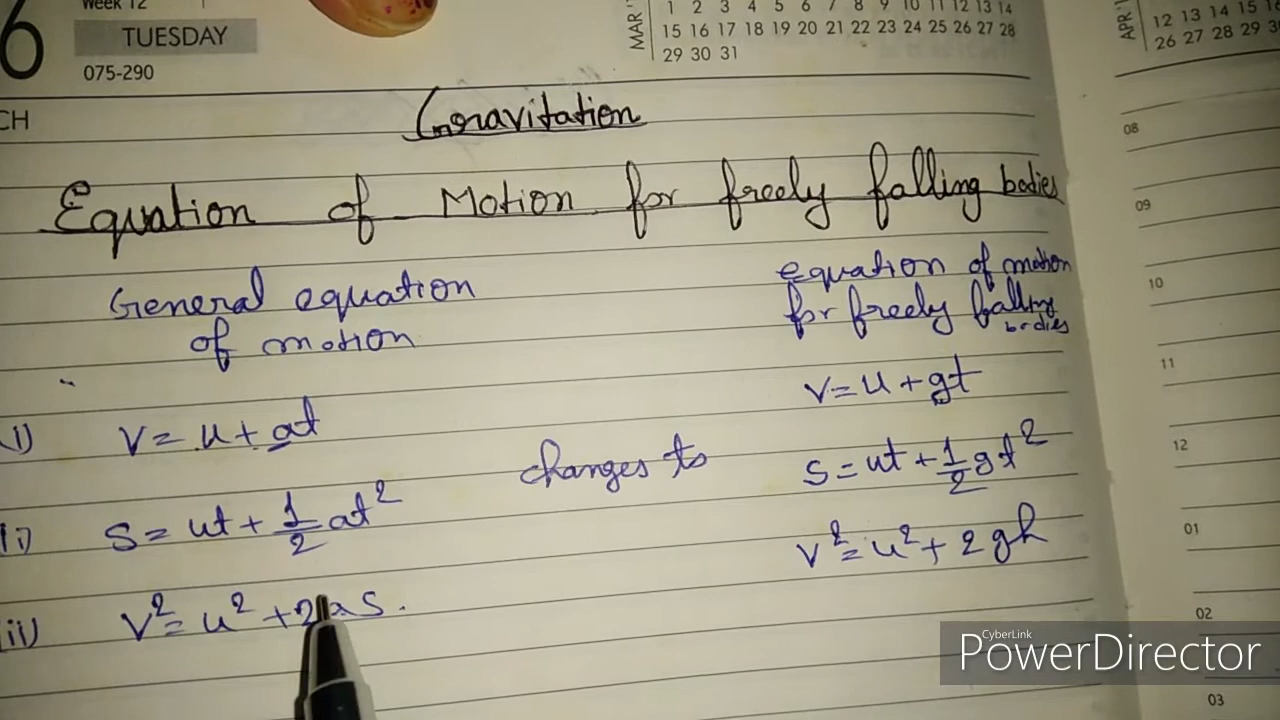 6
Week 12
TUESDAY
075-290
CH
MAR
1 2 3 4 5 6 7 8 9 10 11 12 13 14
15 16 17 18 19 20 21 22 23 24 25 26 27 28
29 30 31
APR
12 13 14 15
26 27 28 29
Gravitation
Equation of Motion for freely falling bodies
General equation
of motion
equation of motion
for freely falling
bodies
i) v = u + at
ii) s = ut + 1/2 at²
iii) v² = u² + 2as.
changes to
v = u + gt
s = ut + 1/2 gt²
v² = u² + 2gh
08
09
10
11
12
01
02
03
CyberLink
PowerDirector